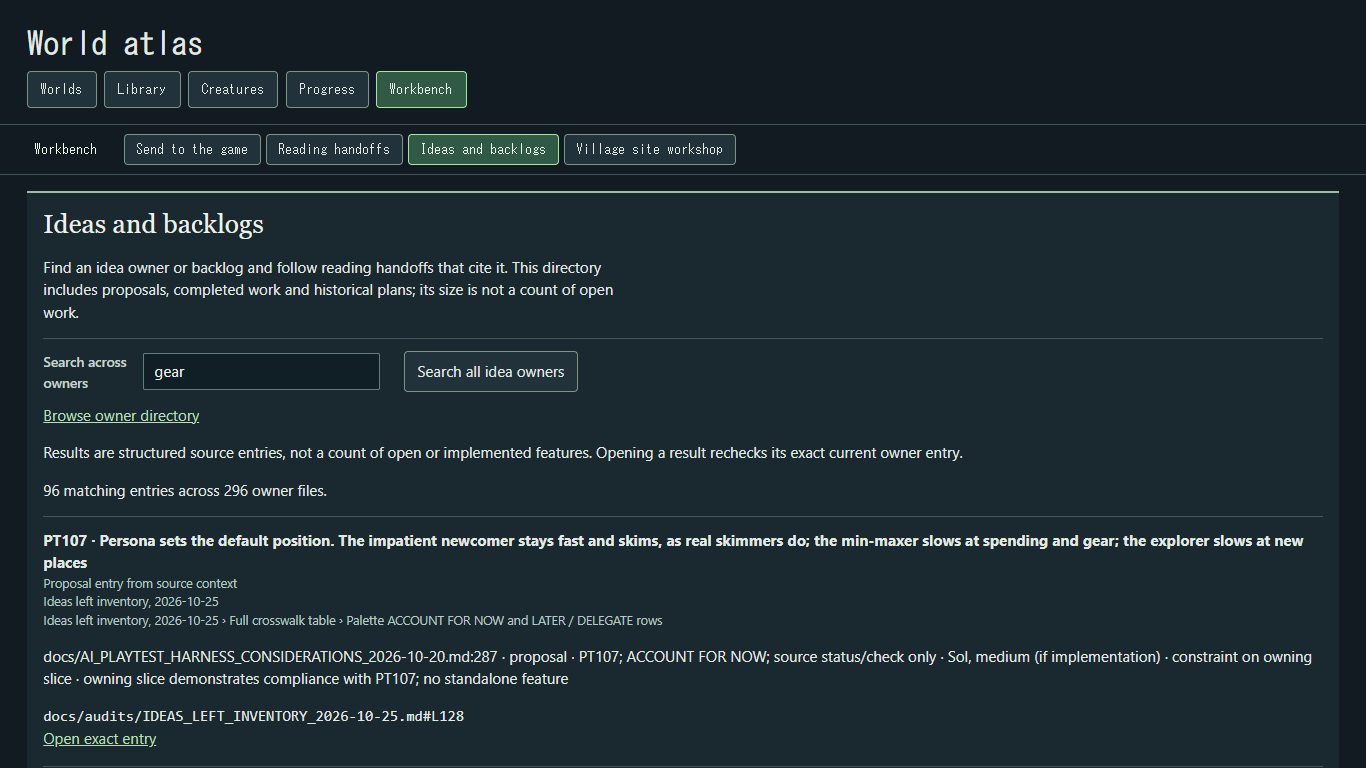 World atlas
Worlds Library Creatures Progress Workbench
Workbench Send to the game Reading handoffs Ideas and backlogs Village site workshop
Ideas and backlogs
Find an idea owner or backlog and follow reading handoffs that cite it. This directory
includes proposals, completed work and historical plans; its size is not a count of open
work.
Search across
owners
gear
Search all idea owners
Browse owner directory
Results are structured source entries, not a count of open or implemented features. Opening a result rechecks its exact current owner entry.
96 matching entries across 296 owner files.
PT107 · Persona sets the default position. The impatient newcomer stays fast and skims, as real skimmers do; the min-maxer slows at spending and gear; the explorer slows at new
places
Proposal entry from source context
Ideas left inventory, 2026-10-25
Ideas left inventory, 2026-10-25 › Full crosswalk table › Palette ACCOUNT FOR NOW and LATER / DELEGATE rows
docs/AI_PLAYTEST_HARNESS_CONSIDERATIONS_2026-10-20.md:287 · proposal · PT107; ACCOUNT FOR NOW; source status/check only · Sol, medium (if implementation) · constraint on owning
slice · owning slice demonstrates compliance with PT107; no standalone feature
docs/audits/IDEAS_LEFT_INVENTORY_2026-10-25.md#L128
Open exact entry